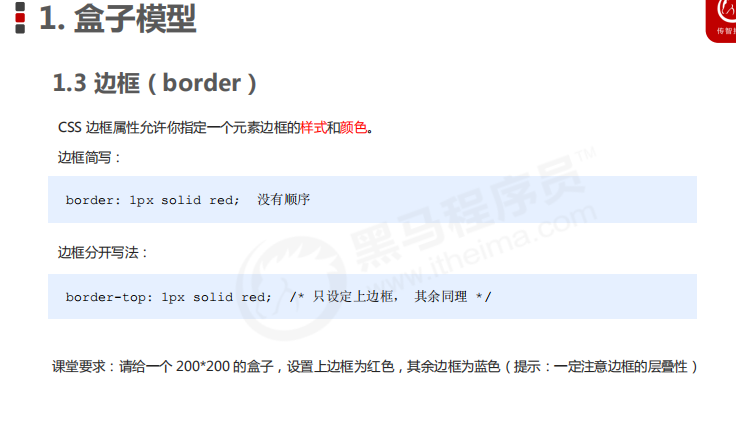 1. 盒子模型
传智
1.3 边框（border）
CSS 边框属性允许你指定一个元素边框的样式和颜色。
边框简写：
border: 1px solid red;  没有顺序
黑马程序员™
www.itheima.com
边框分开写法：
border-top: 1px solid red;  /* 只设定上边框， 其余同理 */
课堂要求：请给一个 200*200 的盒子，设置上边框为红色，其余边框为蓝色（提示：一定注意边框的层叠性）